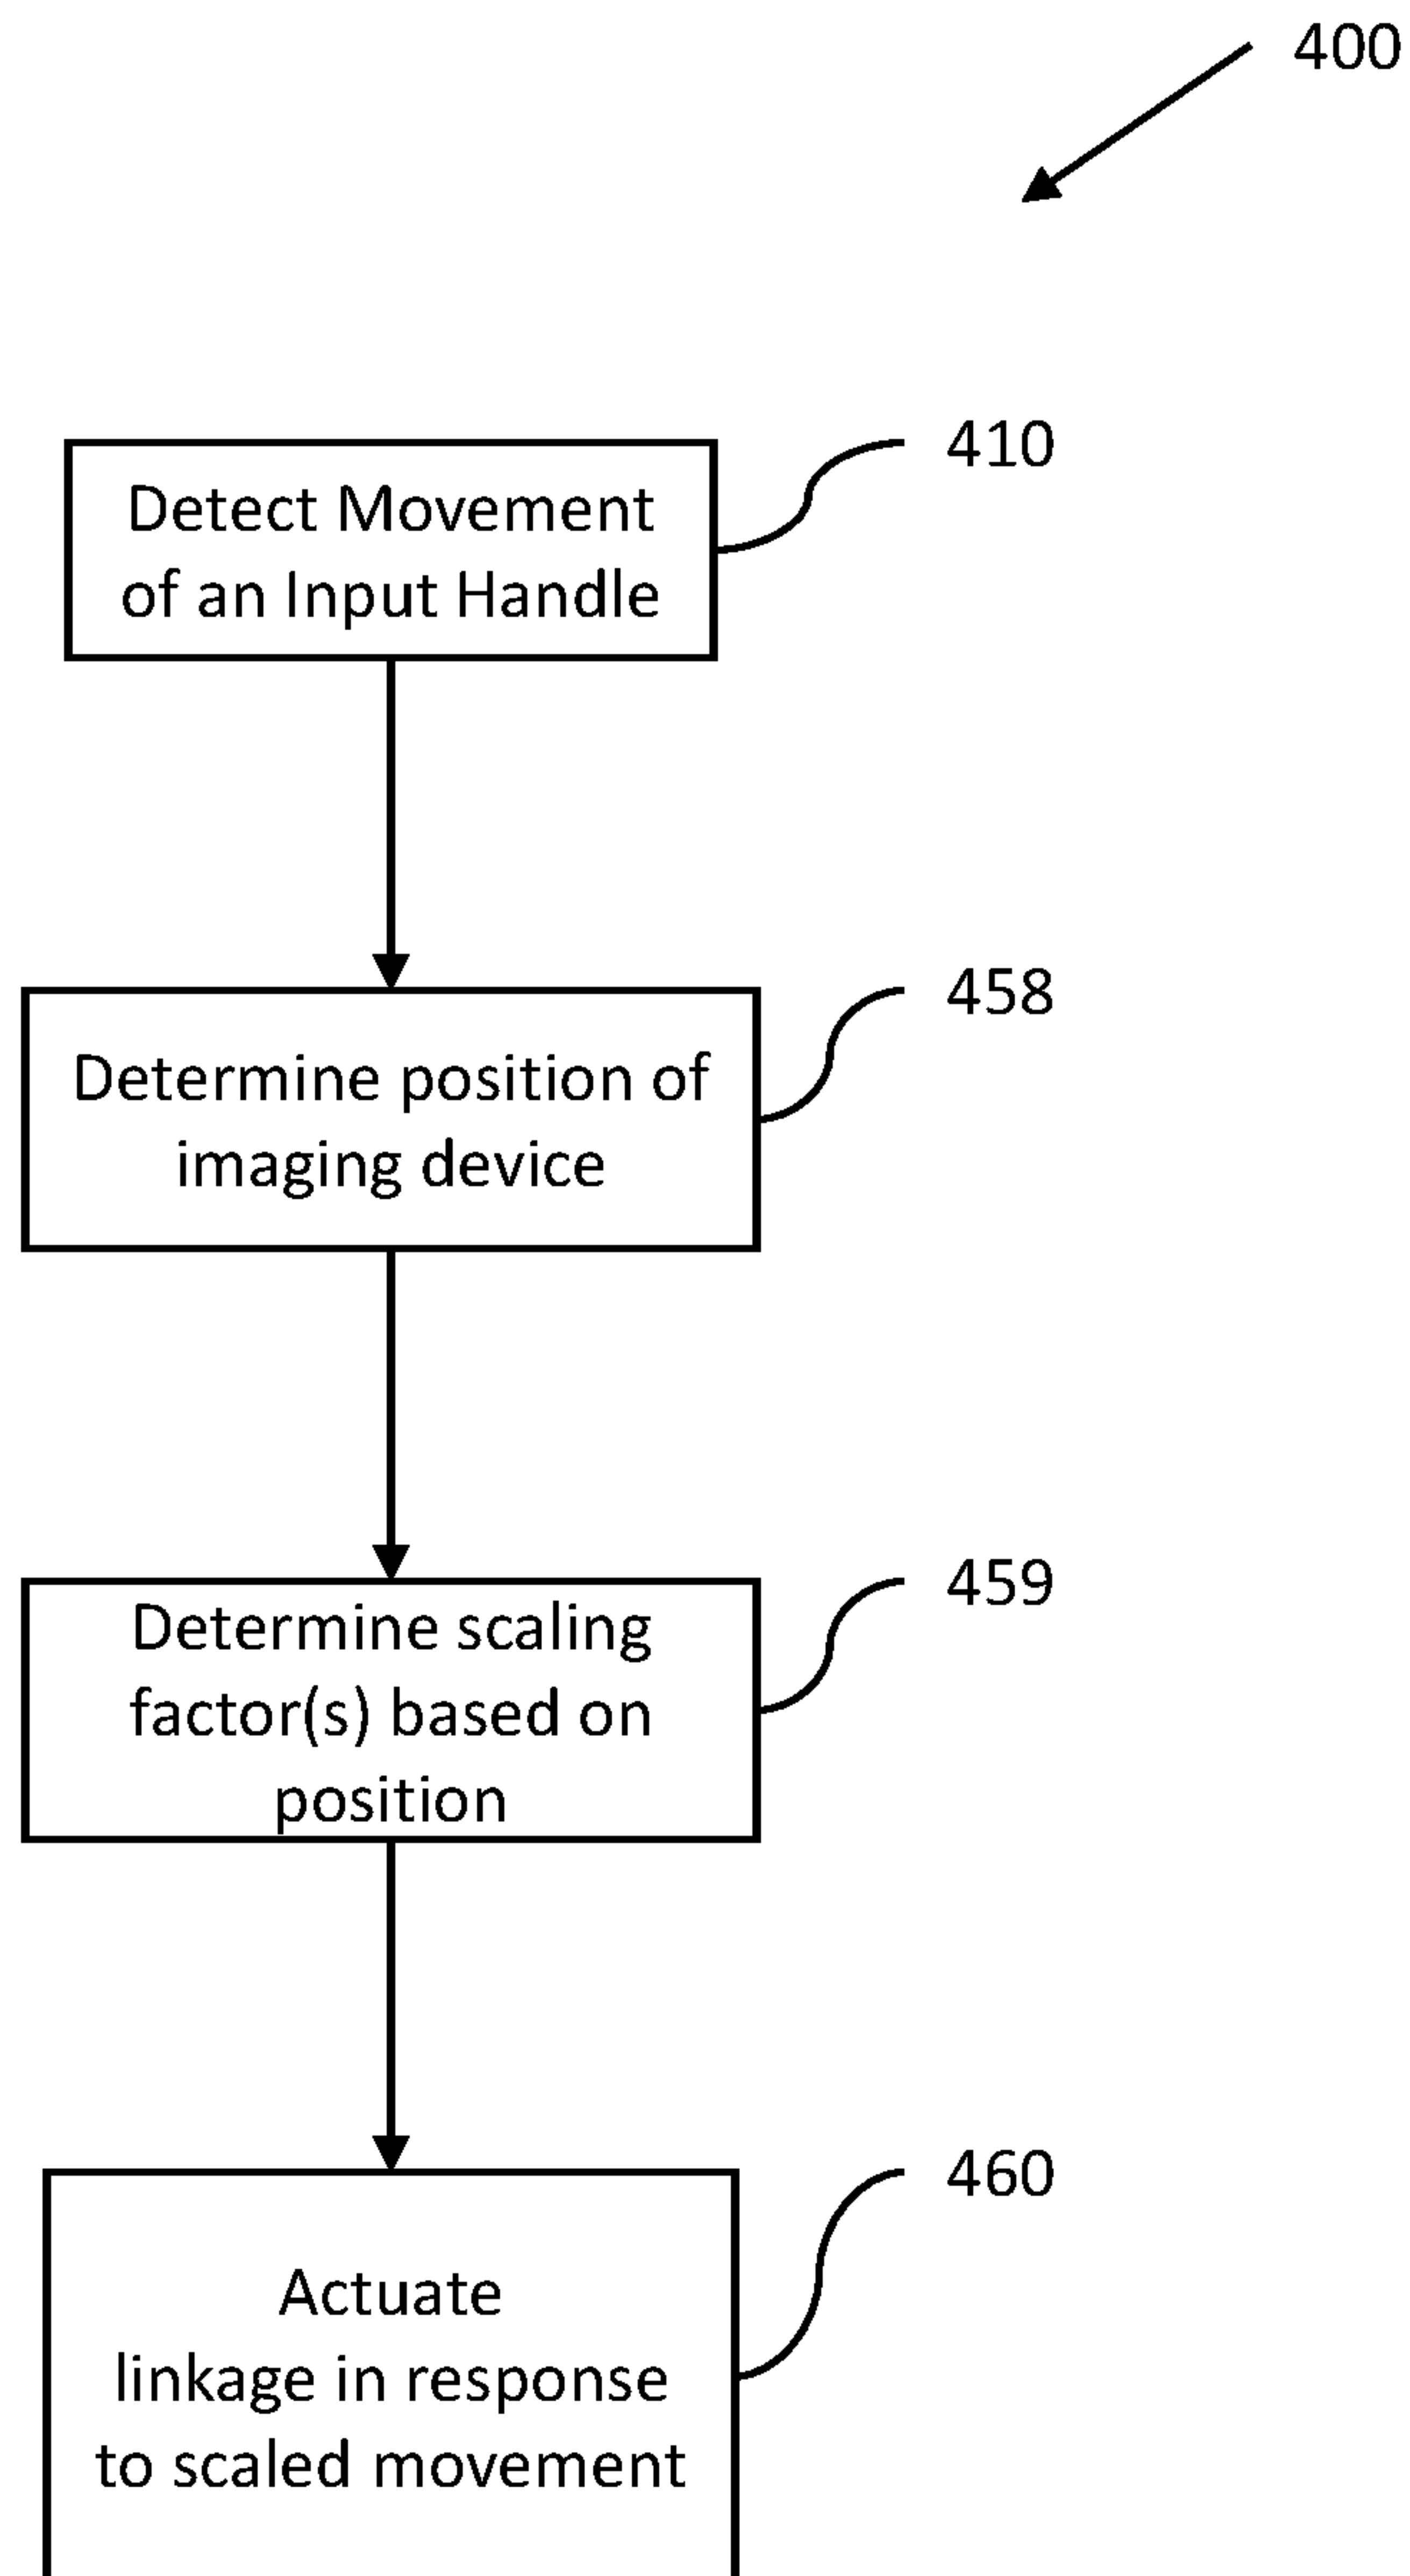 400
410
Detect Movement
of an Input Handle
458
Determine position of
imaging device
459
Determine scaling
factor(s) based on
position
460
Actuate
linkage in response
to scaled movement